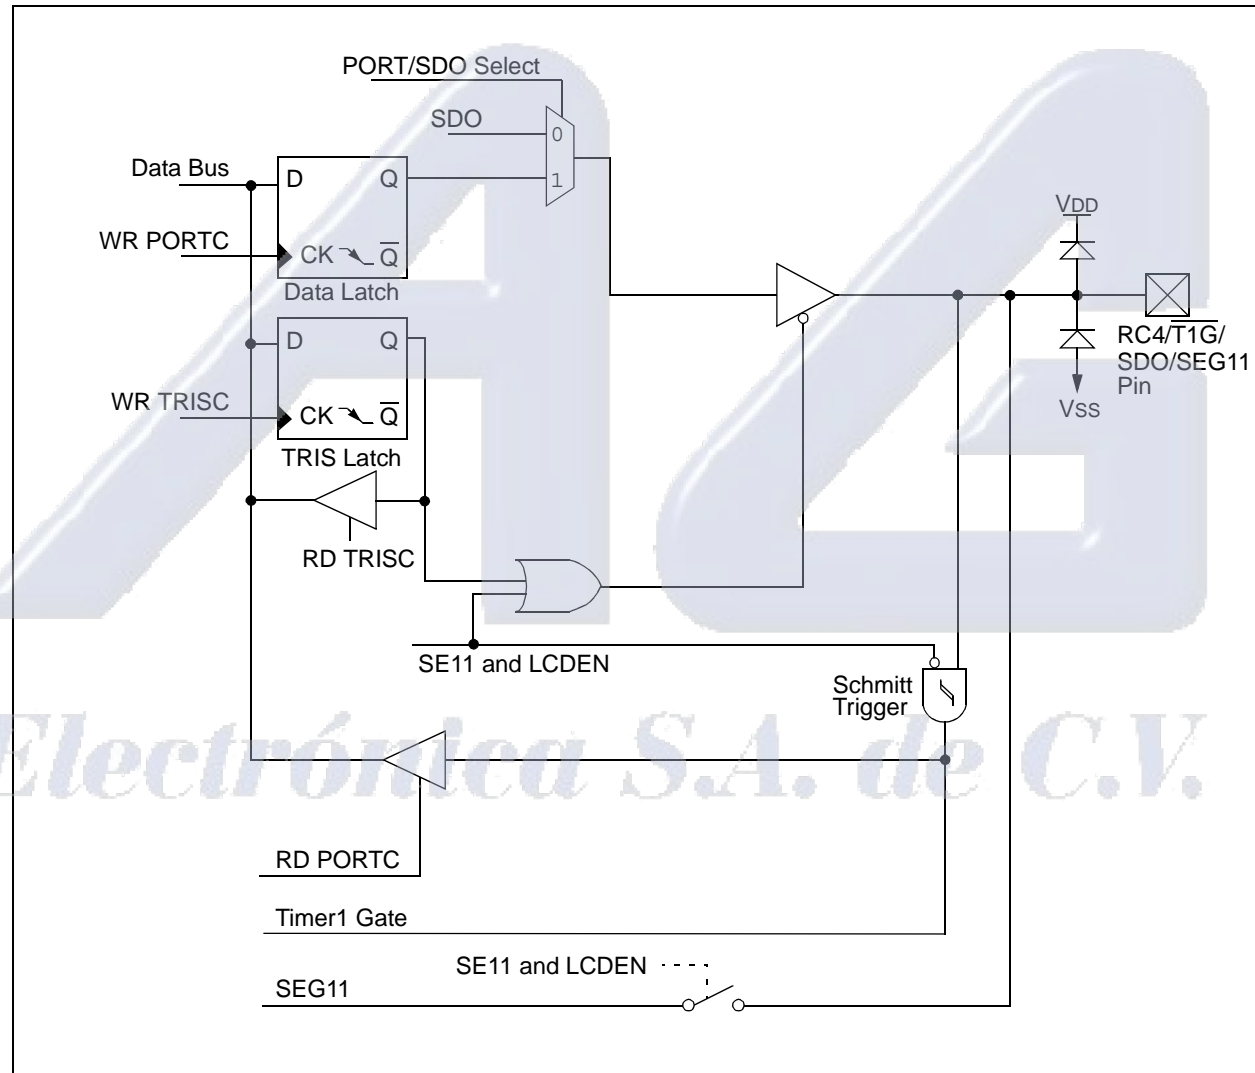 PORT/SDO Select
SDO
0
Data Bus
D
Q
1
VDD
WR PORTC
CK
Q
Data Latch
D
Q
RC4/T1G/
SDO/SEG11
Pin
WR TRISC
CK
Q
VSS
TRIS Latch
RD TRISC
SE11 and LCDEN
Schmitt
Trigger
Electrónica S.A. de C.V.
RD PORTC
Timer1 Gate
SE11 and LCDEN
SEG11